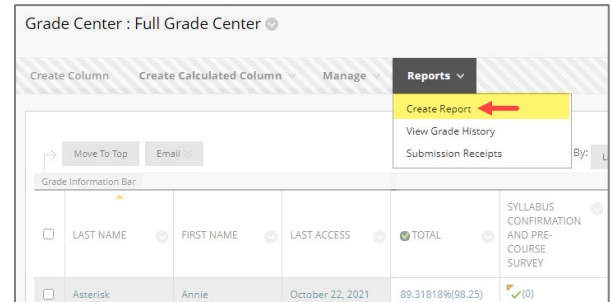 Grade Center : Full Grade Center
Create Column Create Calculated Column Manage Reports
Create Report
View Grade History
Submission Receipts
Move To Top Email By:
Grade Information Bar
LAST NAME FIRST NAME LAST ACCESS TOTAL SYLLABUS
CONFIRMATION
AND PRE-
COURSE
SURVEY
Asterisk Annie October 22, 2021 89.31818%(98.25) (0)